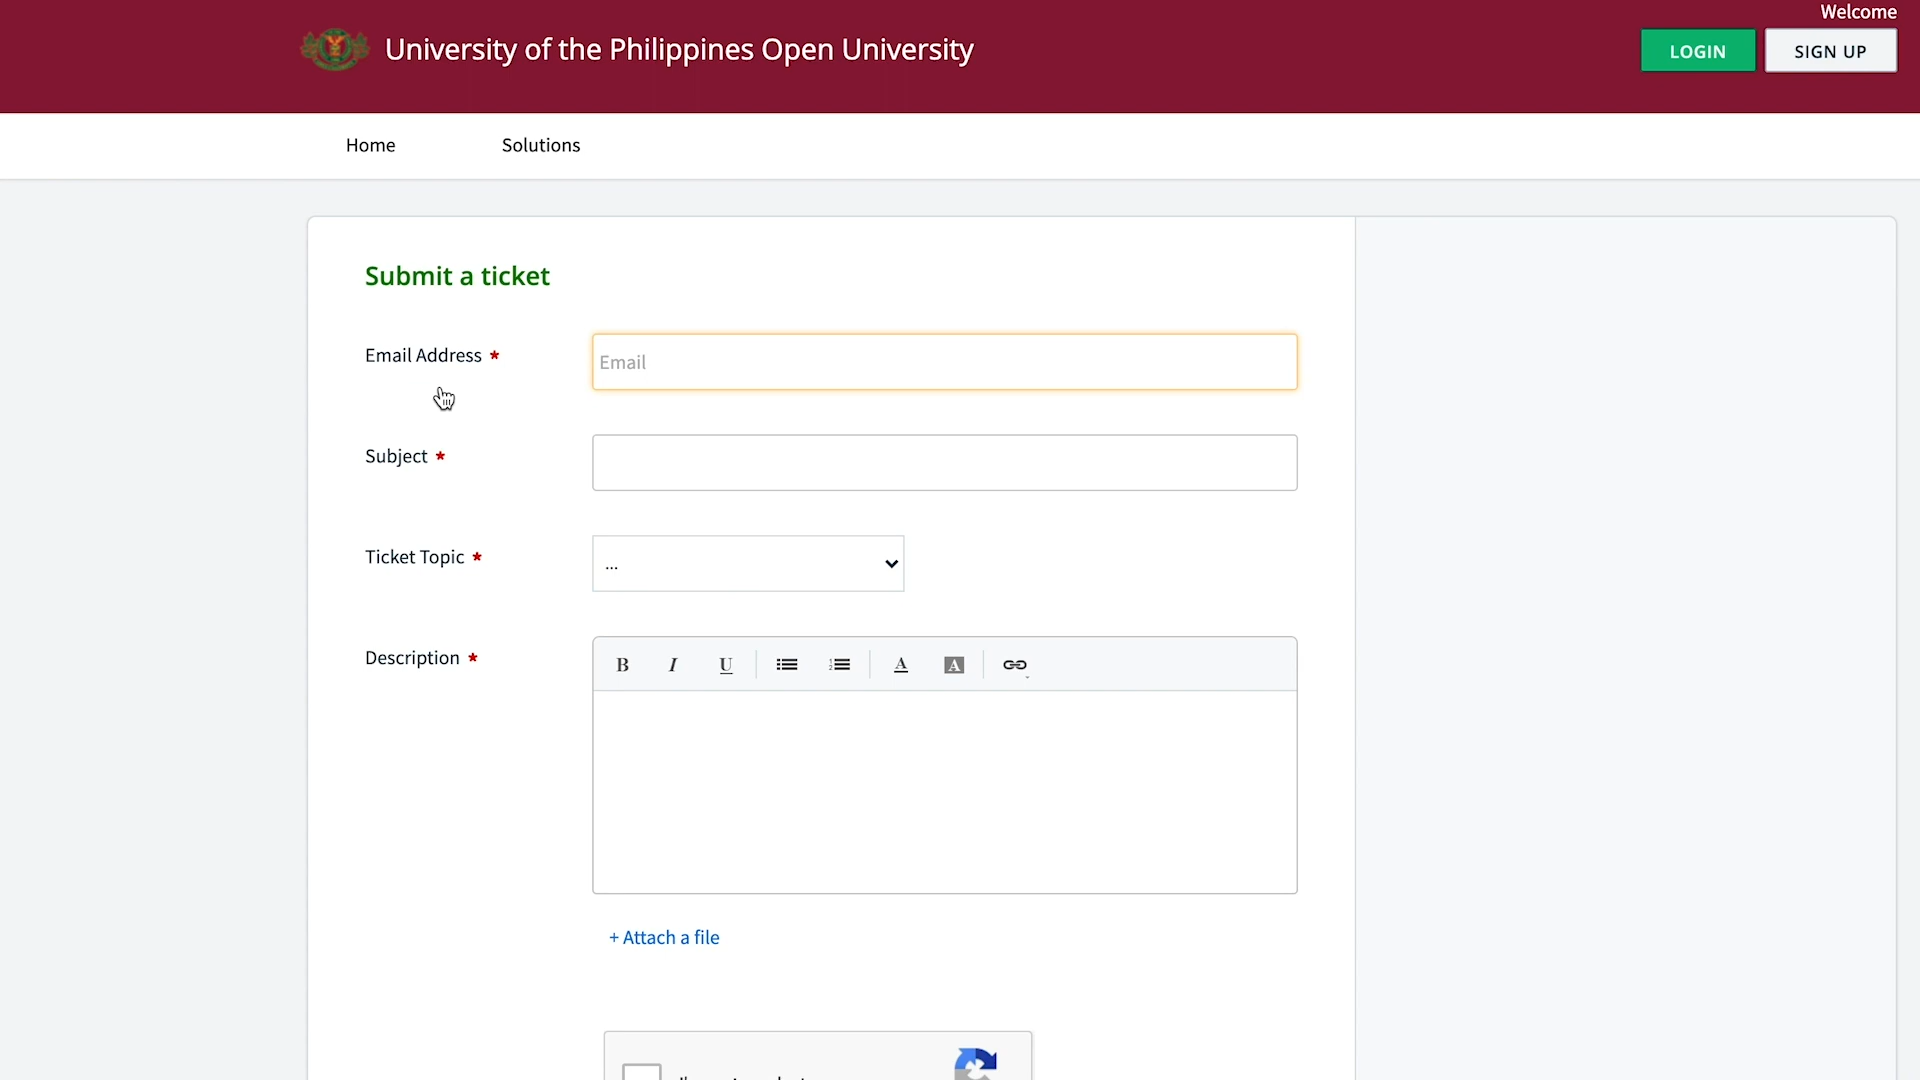 Welcome
University of the Philippines Open University
LOGIN
SIGN UP
Home
Solutions
Submit a ticket
Email Address *
Email
Subject *
Ticket Topic *
...
Description *
B I U A A
+ Attach a file